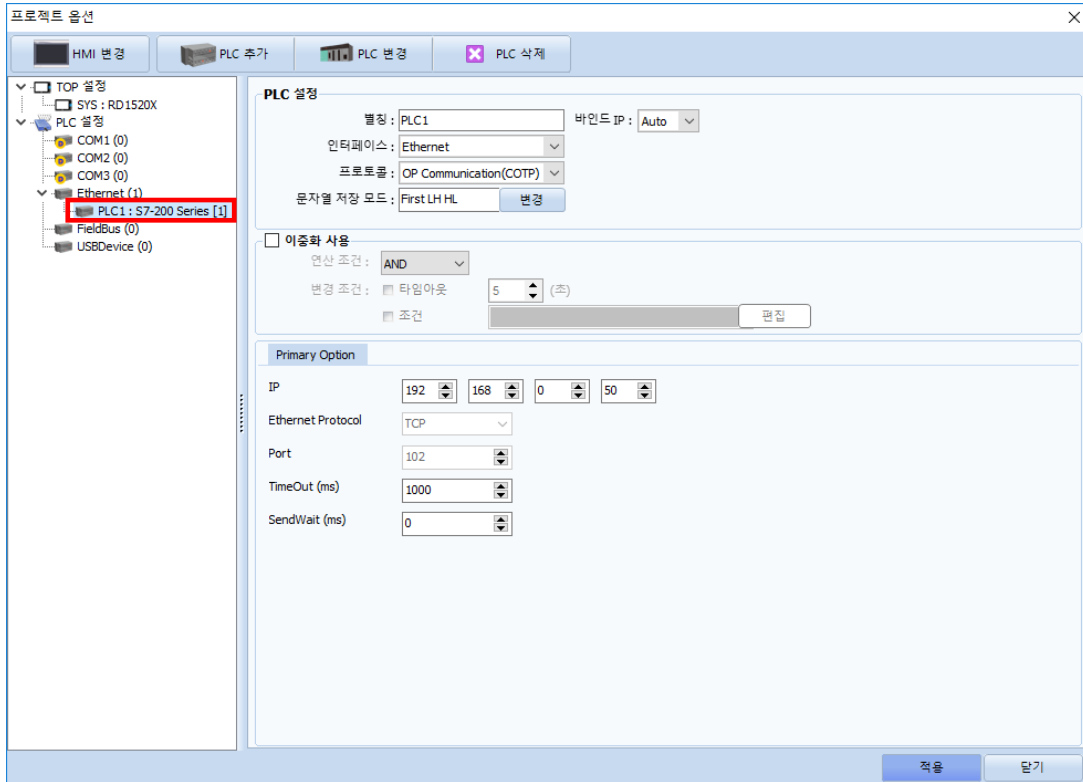 프로젝트 옵션
HMI 변경 PLC 추가 PLC 변경 PLC 삭제
TOP 설정
SYS : RD1520X
PLC 설정
COM1 (0)
COM2 (0)
COM3 (0)
Ethernet (1)
PLC1 : S7-200 Series [1]
FieldBus (0)
USBDevice (0)
PLC 설정
별칭 : PLC1 바인드 IP : Auto
인터페이스 : Ethernet
프로토콜 : OP Communication(COTP)
문자열 저장 모드 : First LH HL 변경
이중화 사용
연산 조건 : AND
변경 조건 : 타임아웃 5 (초)
조건 편집
Primary Option
IP 192 168 0 50
Ethernet Protocol TCP
Port 102
TimeOut (ms) 1000
SendWait (ms) 0
적용 닫기